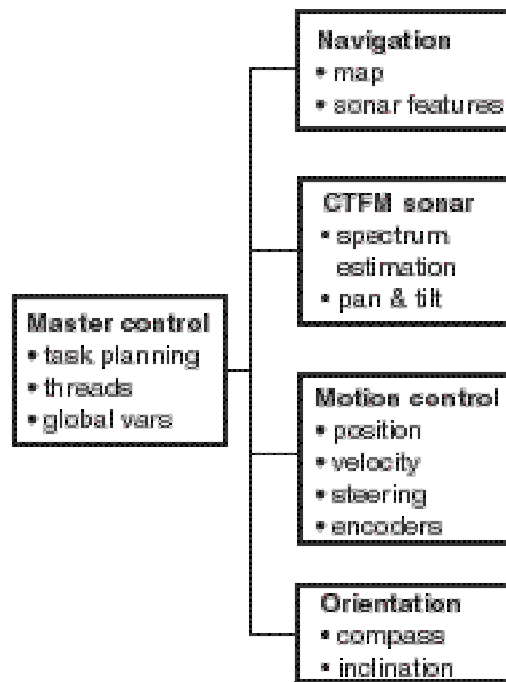 Navigation
• map
• sonar features
CTFM sonar
• spectrum
estimation
• pan & tilt
Master control
• task planning
• threads
• global vars
Motion control
• position
• velocity
• steering
• encoders
Orientation
• compass
• inclination